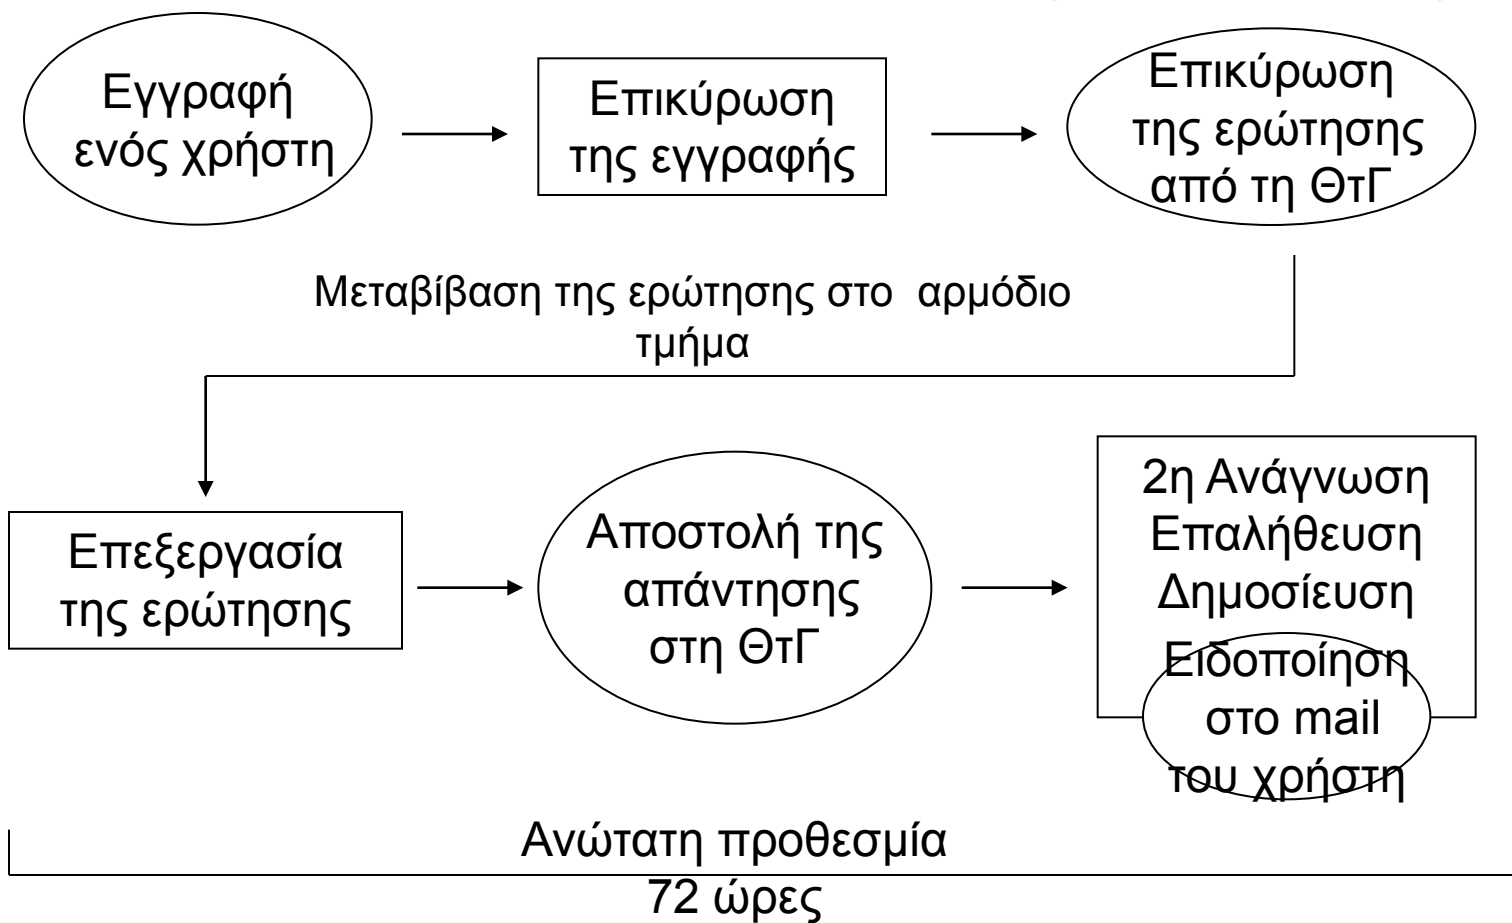 Εγγραφή
ενός χρήστη
Επικύρωση
της εγγραφής
Επικύρωση
της ερώτησης
από τη ΘτΓ
Μεταβίβαση της ερώτησης στο αρμόδιο
τμήμα
Επεξεργασία
της ερώτησης
Αποστολή της
απάντησης
στη ΘτΓ
2η Ανάγνωση
Επαλήθευση
Δημοσίευση
Ειδοποίηση
στο mail
του χρήστη
Ανώτατη προθεσμία
72 ώρες